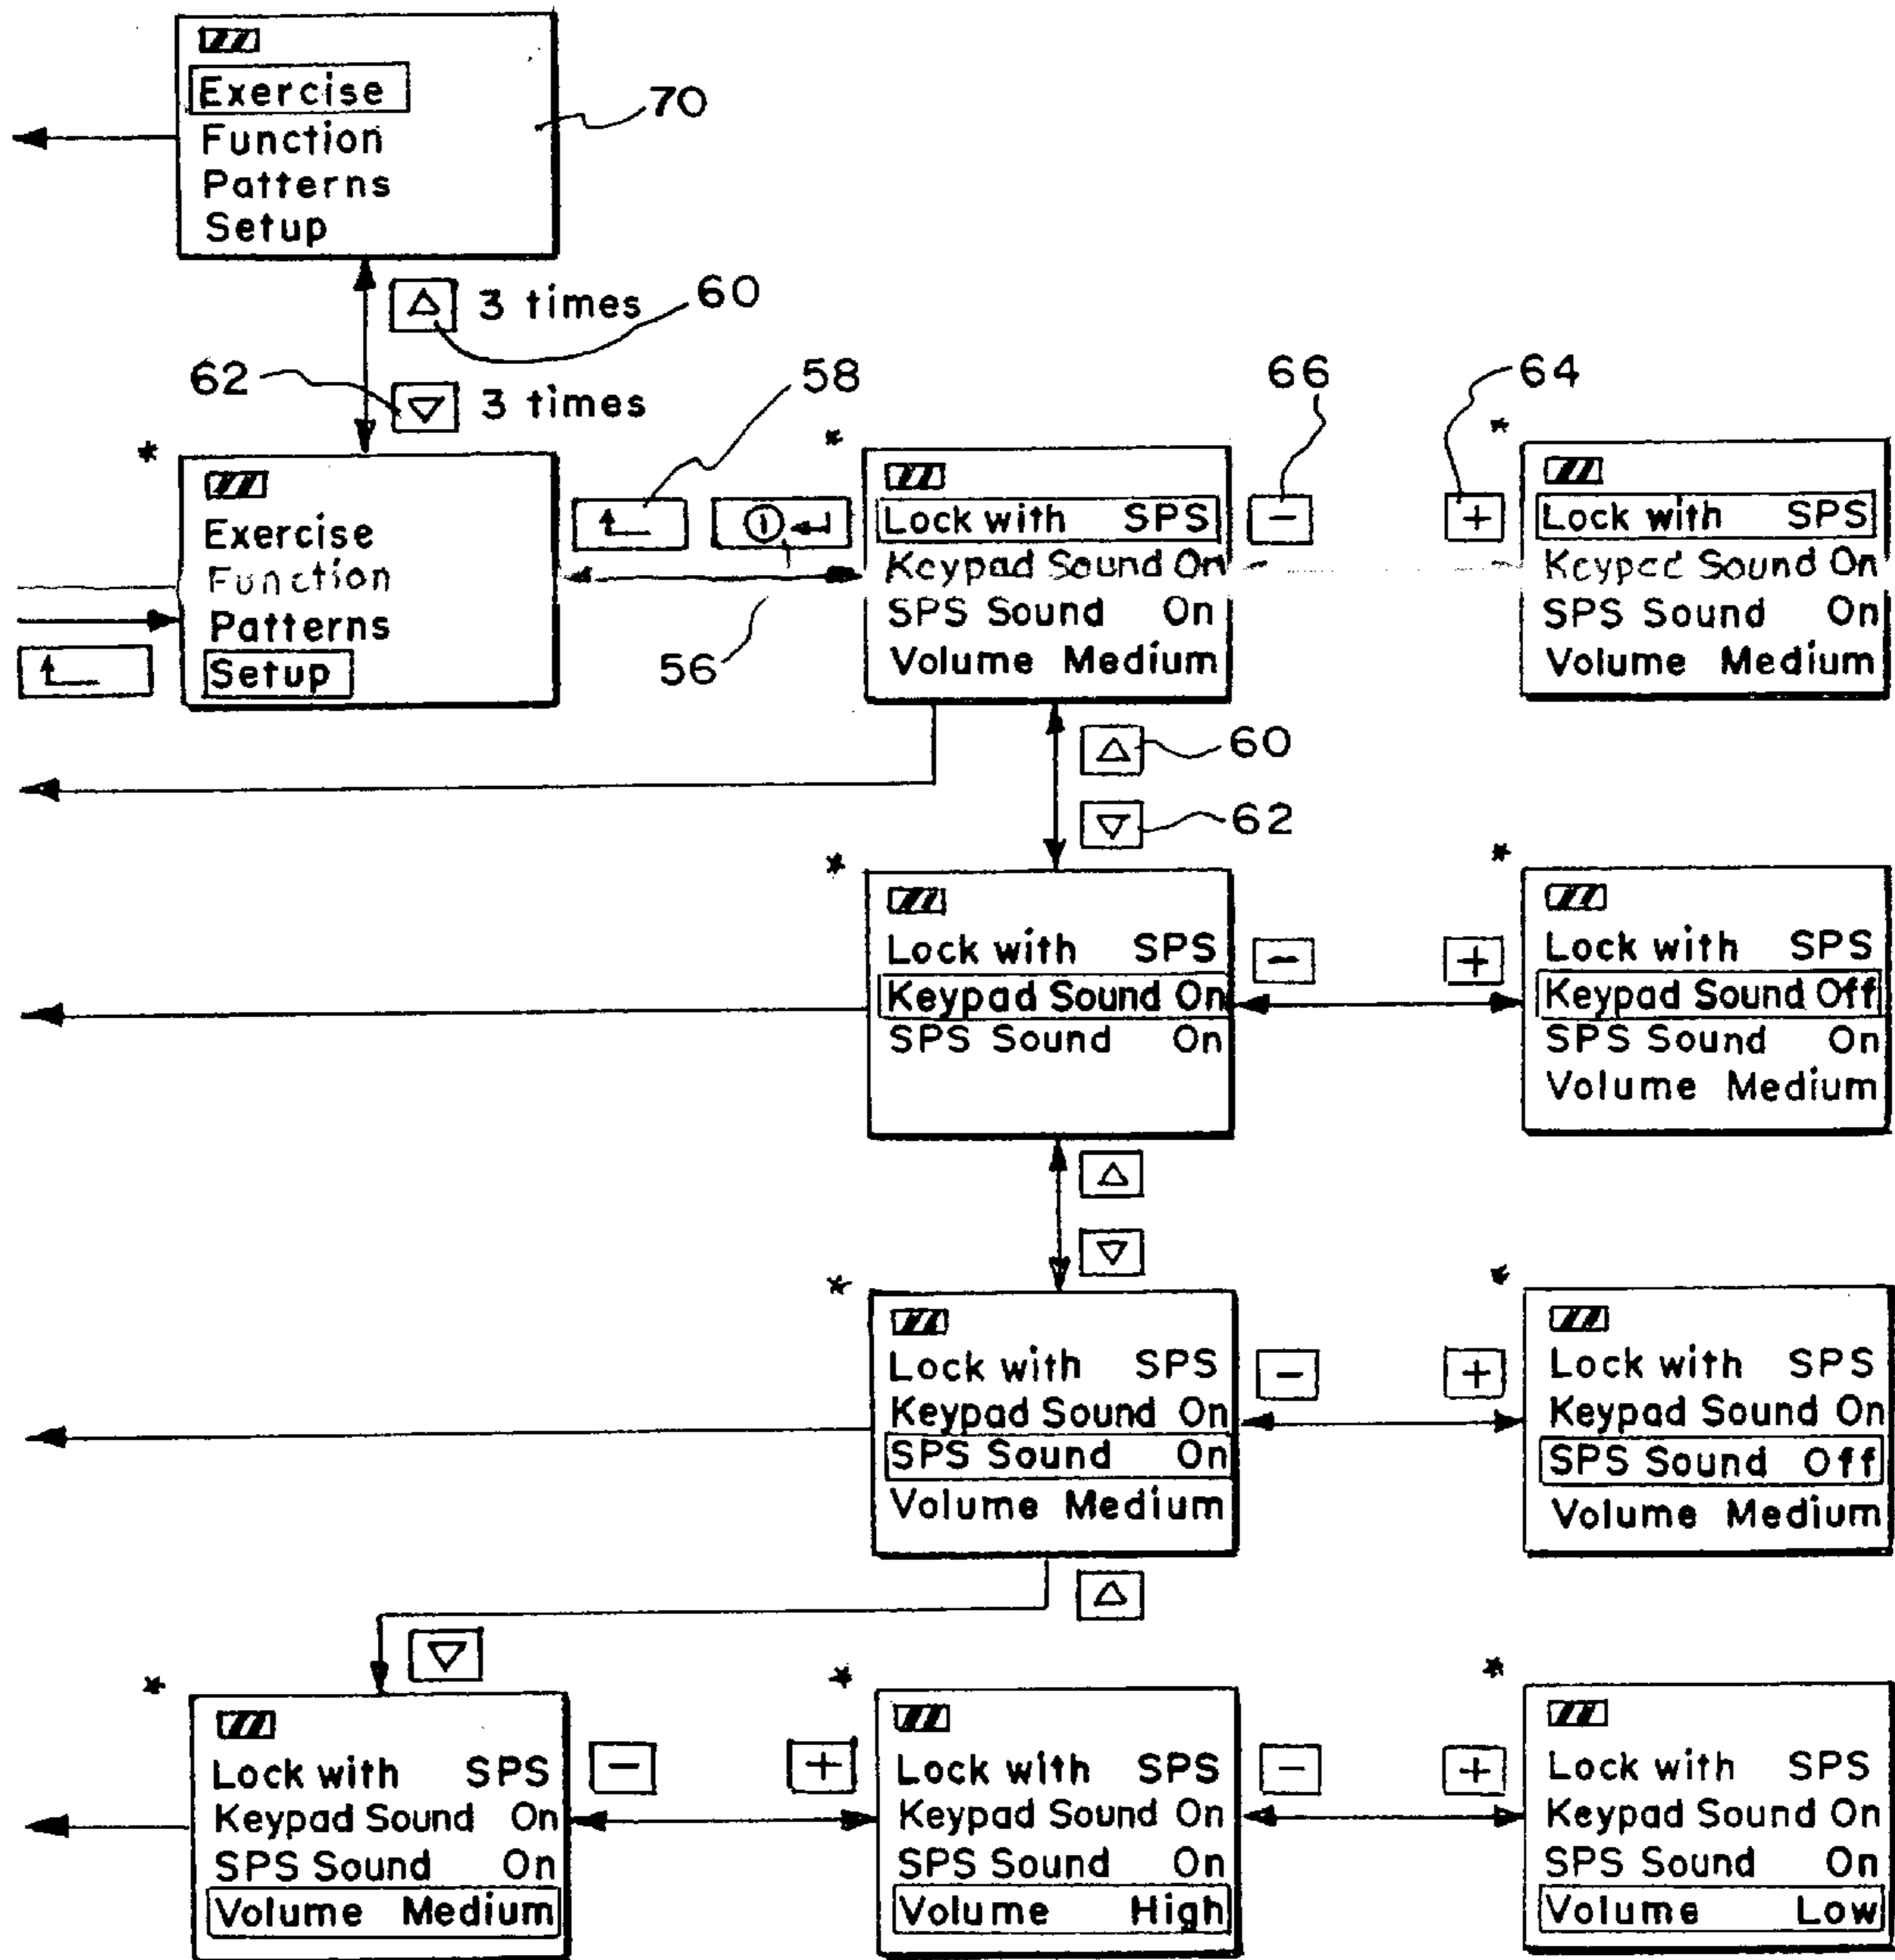 Exercise
Function
Patterns
Setup
70
3 times
60
62
3 times
58
66
64
*
Exercise
Function
Patterns
Setup
56
*
Lock with SPS
Keypad Sound On
SPS Sound On
Volume Medium
-
+
*
Lock with SPS
Keypad Sound On
SPS Sound On
Volume Medium
60
62
*
Lock with SPS
Keypad Sound On
SPS Sound On
-
+
*
Lock with SPS
Keypad Sound Off
SPS Sound On
Volume Medium
*
Lock with SPS
Keypad Sound On
SPS Sound On
Volume Medium
-
+
*
Lock with SPS
Keypad Sound On
SPS Sound Off
Volume Medium
*
Lock with SPS
Keypad Sound On
SPS Sound On
Volume Medium
-
+
*
Lock with SPS
Keypad Sound On
SPS Sound On
Volume High
-
+
*
Lock with SPS
Keypad Sound On
SPS Sound On
Volume Low